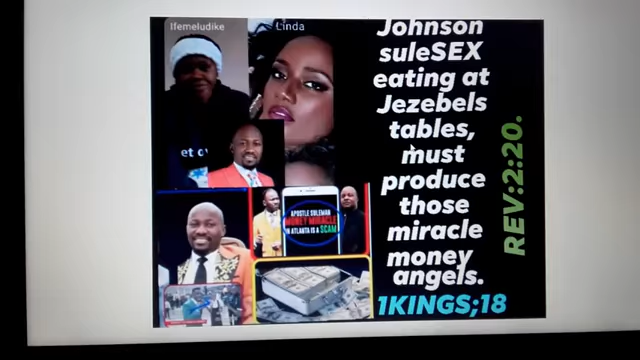 Ifemeludike
Linda
Johnson
suleSEX
eating at
Jezebels
tables,
must
produce
those
miracle
money
angels.
1KINGS;18
REV:2:20.
APOSTLE SULEMAN
MONEY MIRACLE
IN ATLANTA IS A SCAM